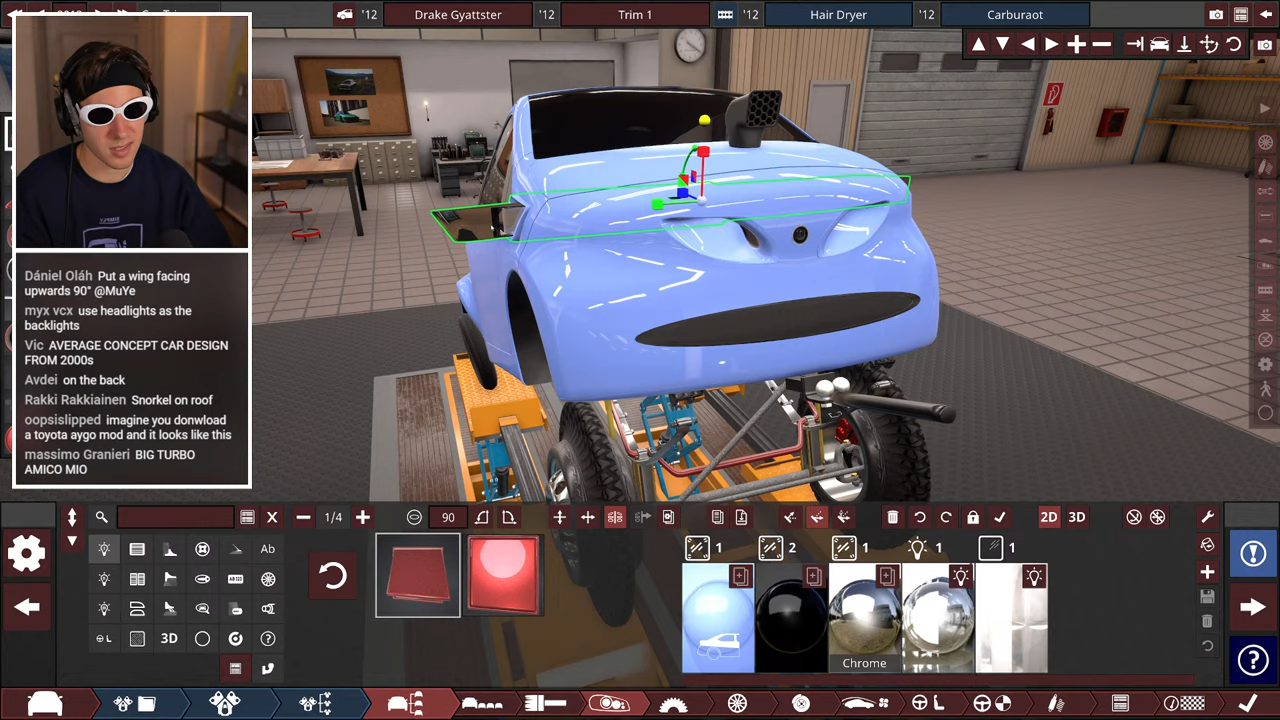 '12
Drake Gyattster
'12
Trim 1
'12
Hair Dryer
'12
Carburaot
Dániel Oláh Put a wing facing
upwards 90° @MuYe
myx vcx use headlights as the
backlights
Vic AVERAGE CONCEPT CAR DESIGN
FROM 2000s
Avdei on the back
Rakki Rakkiainen Snorkel on roof
oopsislipped imagine you donwload
a toyota aygo mod and it looks like this
massimo Granieri BIG TURBO
AMICO MIO
1/4
90
2D
3D
Ab
L
3D
1
2
1
1
1
Chrome